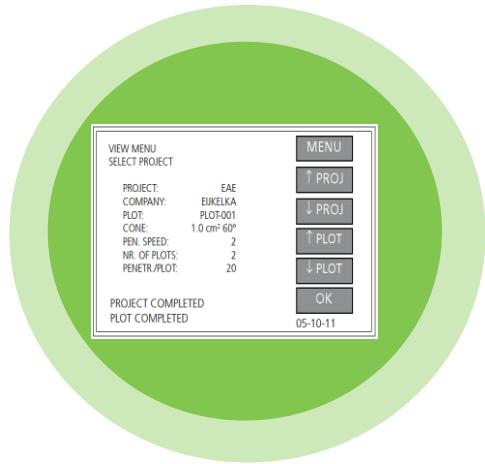 VIEW MENU
SELECT PROJECT
PROJECT: EAE
COMPANY: EUKELKA
PLOT: PLOT-001
CONE: 1.0 cm² 60°
PEN. SPEED: 2
NR. OF PLOTS: 2
PENETR./PLOT: 20
PROJECT COMPLETED
PLOT COMPLETED
MENU
↑ PROJ
↓ PROJ
↑ PLOT
↓ PLOT
OK
05-10-11